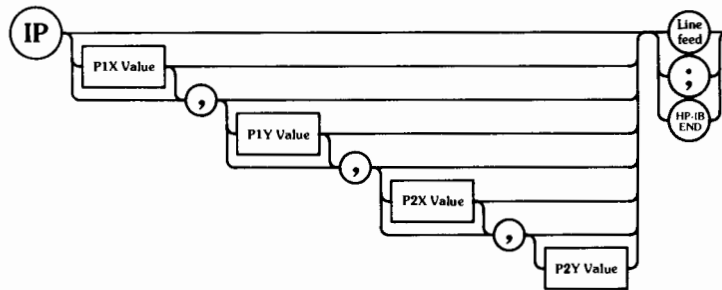 IP
Line
feed
P1X Value
;
,
HP-IB
END
P1Y Value
,
P2X Value
,
P2Y Value